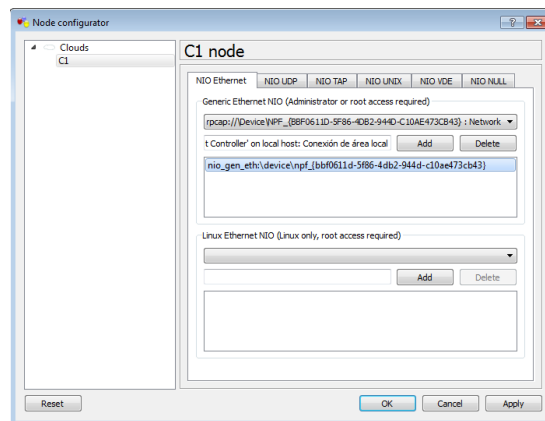 Node configurator
Clouds
C1
C1 node
NIO Ethernet NIO UDP NIO TAP NIO UNIX NIO VDE NIO NULL
Generic Ethernet NIO (Administrator or root access required)
rpcap://\Device\NPF_{BBF0611D-5F86-4DB2-944D-C10AE473CB43} : Network
t Controller' on local host: Conexión de área local Add Delete
nio_gen_eth:\device\npf_{bbf0611d-5f86-4db2-944d-c10ae473cb43}
Linux Ethernet NIO (Linux only, root access required)
Add Delete
Reset OK Cancel Apply